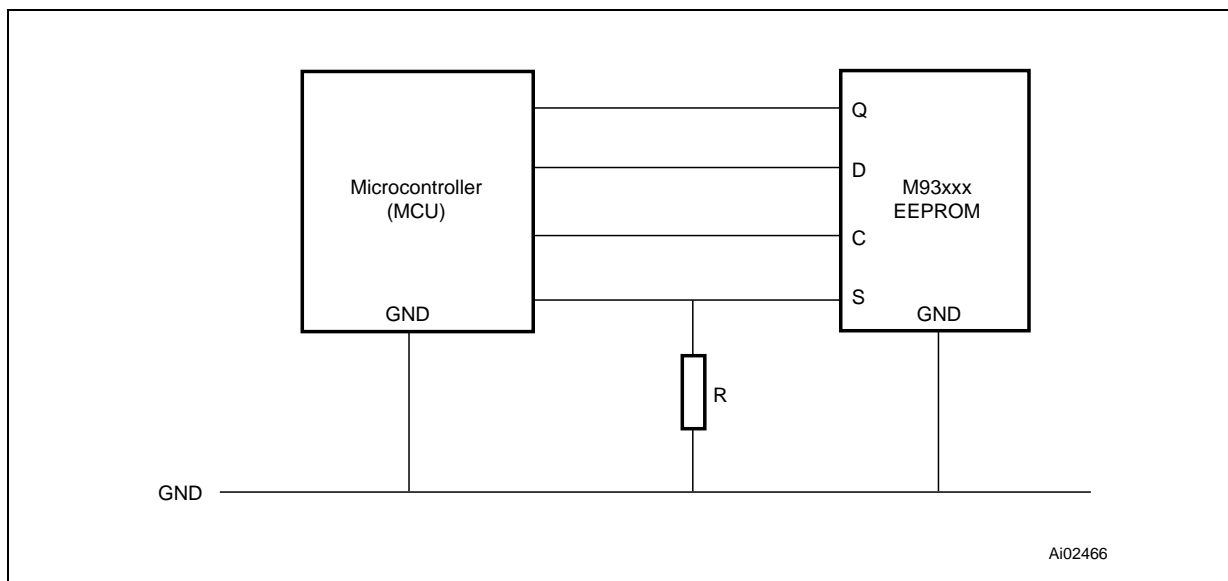 Q
D
Microcontroller
(MCU)
M93xxx
EEPROM
C
S
GND
GND
R
GND
Ai02466